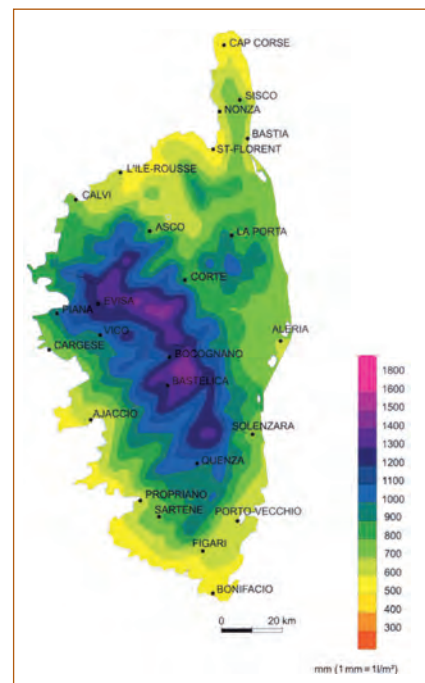 CAP CORSE
SISCO
NONZA
BASTIA
ST-FLORENT
L'ILE-ROUSSE
CALVI
ASCO
LA PORTA
CORTE
EVISA
PIANA
VICO
ALERIA
CARGESE
BOCOGNANO
BASTELICA
AJACCIO
SOLENZARA
QUENZA
PROPRIANO
SARTENE
PORTO-VECCHIO
FIGARI
BONIFACIO
0 20 km
1800
1600
1500
1400
1300
1200
1100
1000
900
800
700
600
500
400
300
mm (1 mm = 1l/m²)